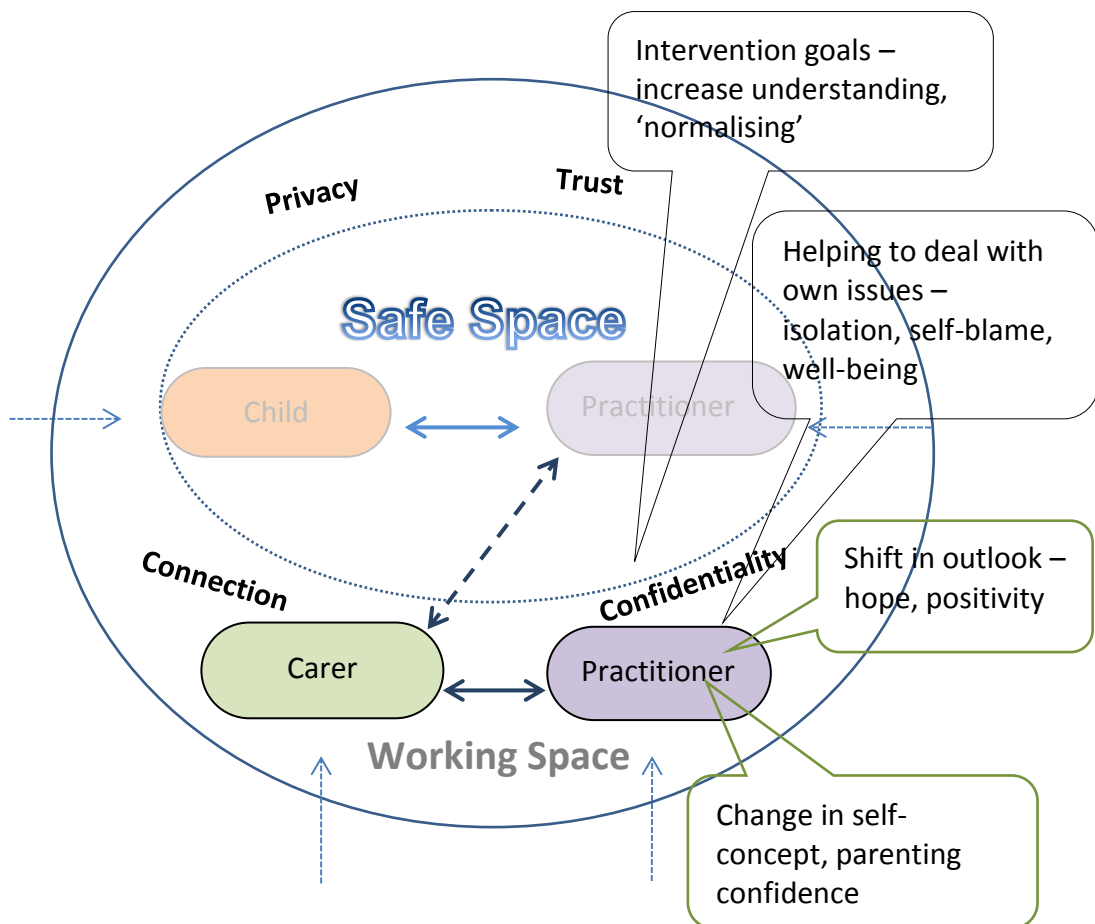 Intervention goals –
increase understanding,
‘normalising’
Privacy
Trust
Helping to deal with
own issues –
isolation, self-blame,
well-being
Safe Space
Child
Practitioner
Connection
Confidentiality
Shift in outlook –
hope, positivity
Carer
Practitioner
Working Space
Change in self-
concept, parenting
confidence